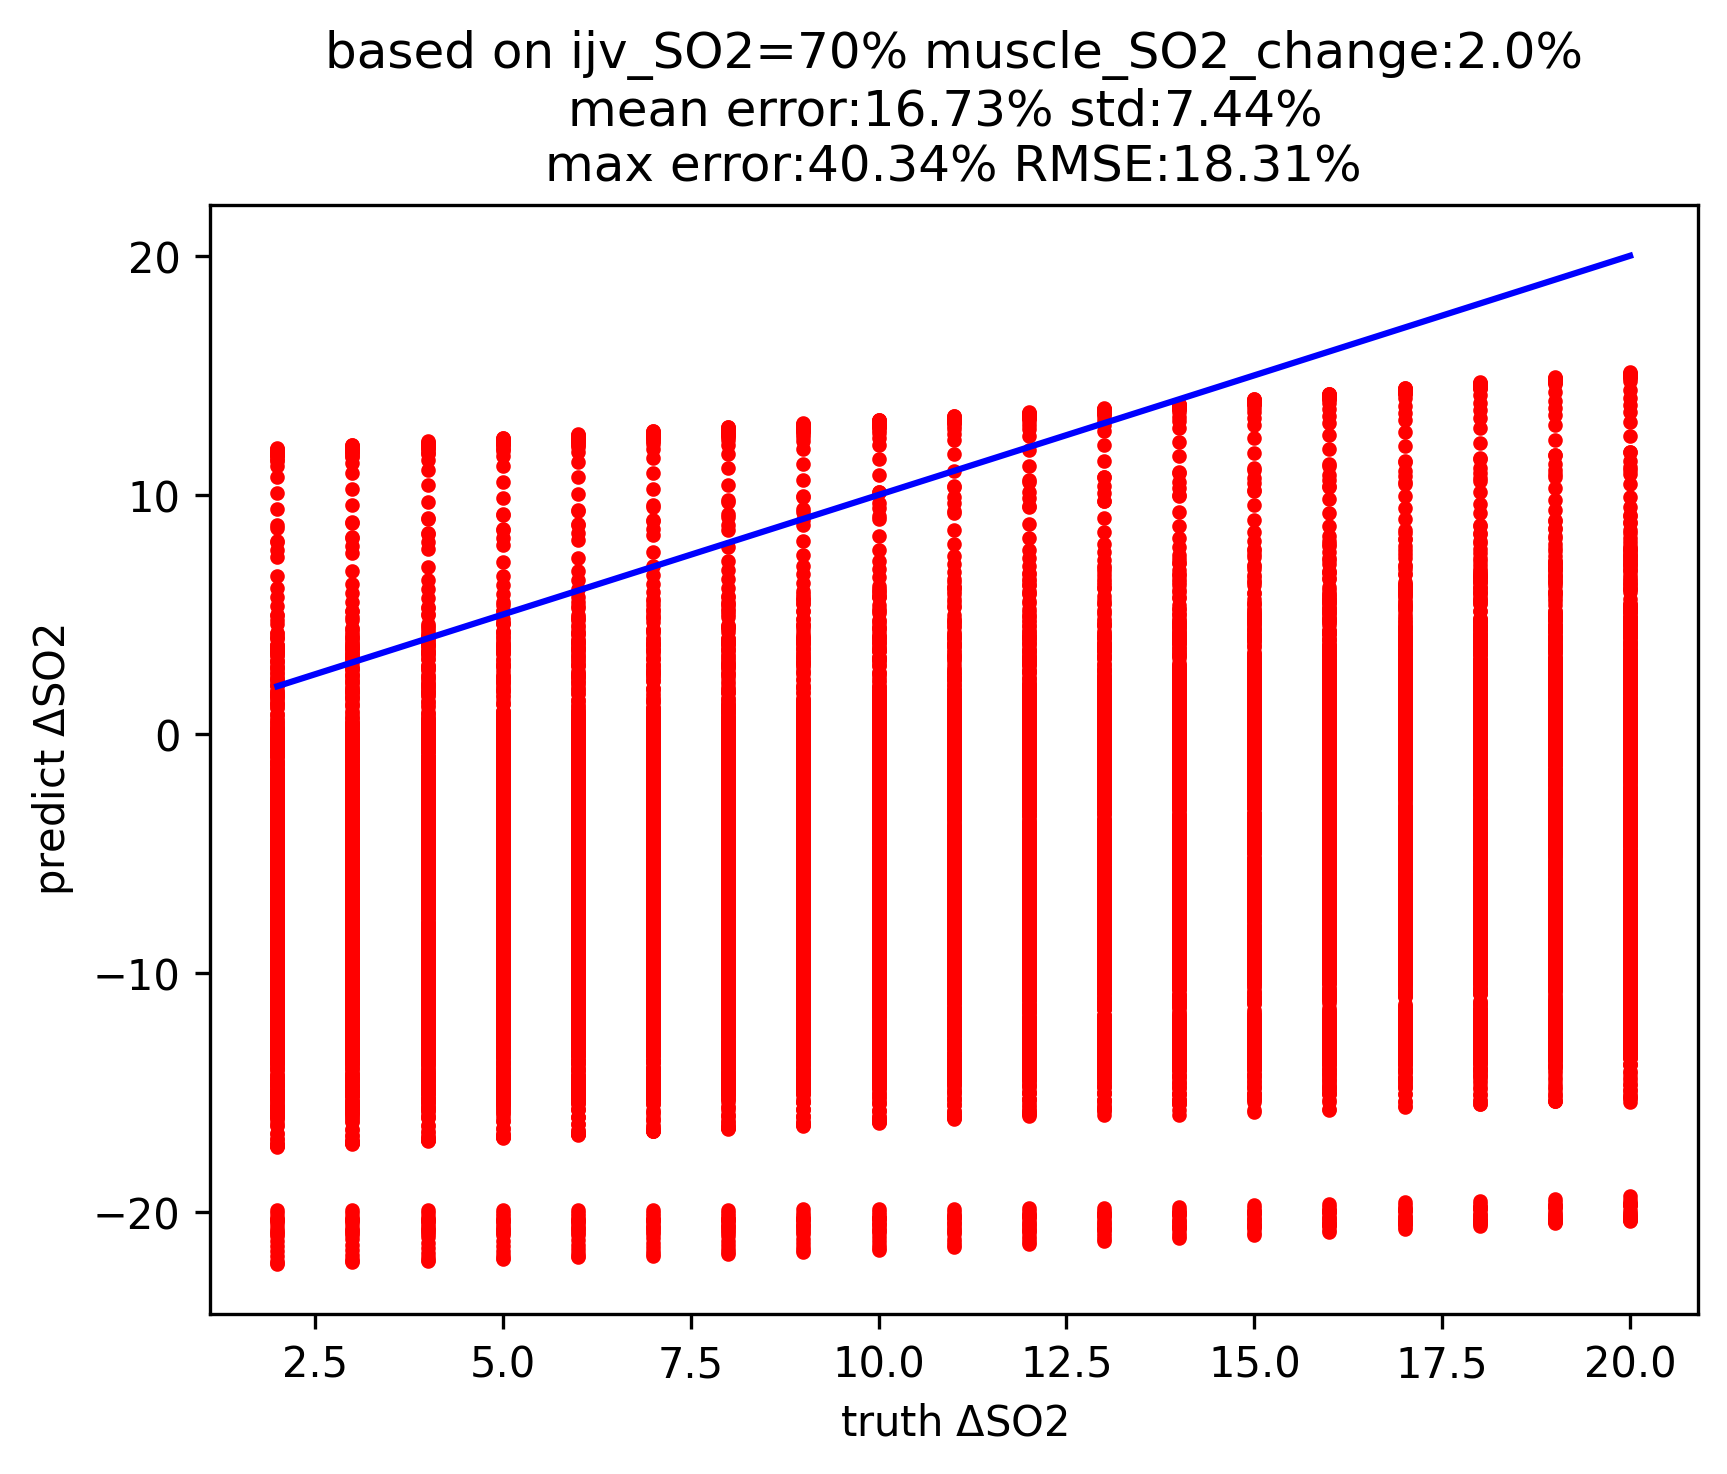 based on ijv_SO2=70% muscle_SO2_change:2.0%
mean error:16.73% std:7.44%
max error:40.34% RMSE:18.31%
20
10
0
−10
−20
predict ΔSO2
2.5 5.0 7.5 10.0 12.5 15.0 17.5 20.0
truth ΔSO2